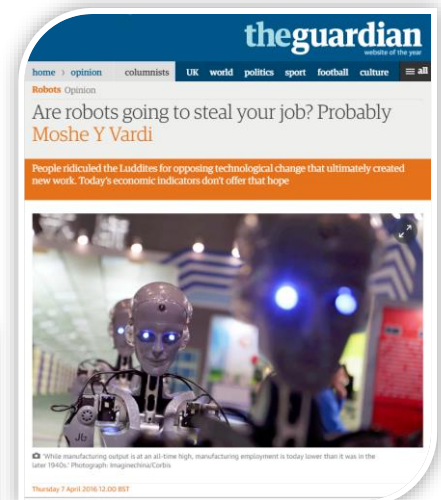 theguardian
website of the year
home › opinion columnists UK world politics sport football culture ≡ all
Robots Opinion
Are robots going to steal your job? Probably
Moshe Y Vardi
People ridiculed the Luddites for opposing technological change that ultimately created
new work. Today's economic indicators don't offer that hope
'While manufacturing output is at an all-time high, manufacturing employment is today lower than it was in the
later 1940s.' Photograph: Imaginechina/Corbis
Thursday 7 April 2016 12.00 BST